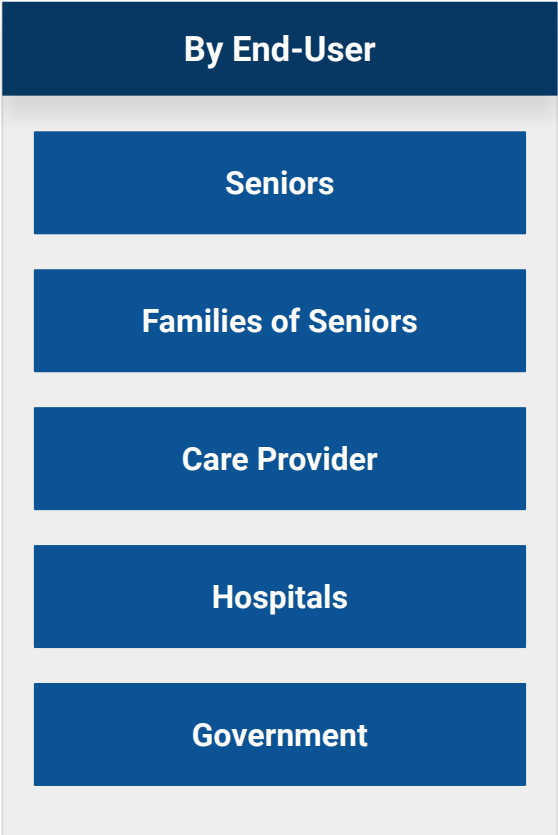 By End-User
Seniors
Families of Seniors
Care Provider
Hospitals
Government